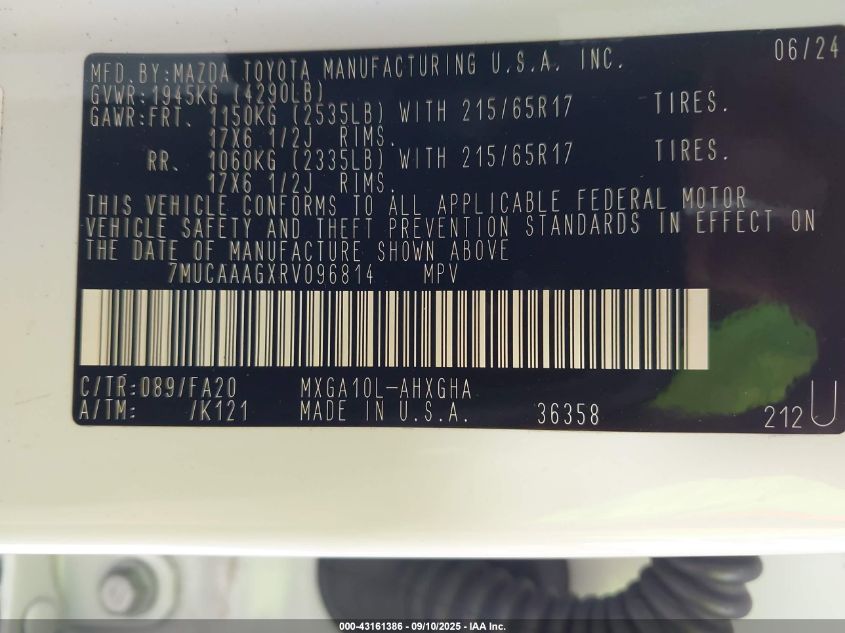 06/24
MFD.BY:MAZDA TOYOTA MANUFACTURING U.S.A. INC.
GVWR:1945KG (4290LB)
GAWR:FRT. 1150KG (2535LB) WITH 215/65R17 TIRES.
17X6 1/2J RIMS.
RR. 1060KG (2335LB) WITH 215/65R17 TIRES.
17X6 1/2J RIMS.
THIS VEHICLE CONFORMS TO ALL APPLICABLE FEDERAL MOTOR
VEHICLE SAFETY AND THEFT PREVENTION STANDARDS IN EFFECT ON
THE DATE OF MANUFACTURE SHOWN ABOVE
7MUCAAAGXRV096814 MPV
C/TR:089/FA20 MXGA10L-AHXGHA
A/TM: /K121 MADE IN U.S.A. 36358 212U
000-43161386 - 09/10/2025 - IAA Inc.